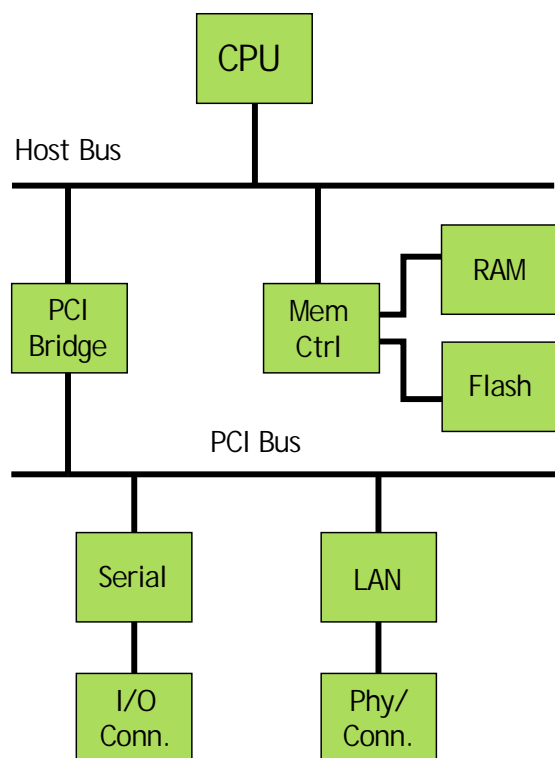 CPU
Host Bus
RAM
PCI
Bridge
Mem
Ctrl
Flash
PCI Bus
Serial
LAN
I/O
Conn.
Phy/
Conn.